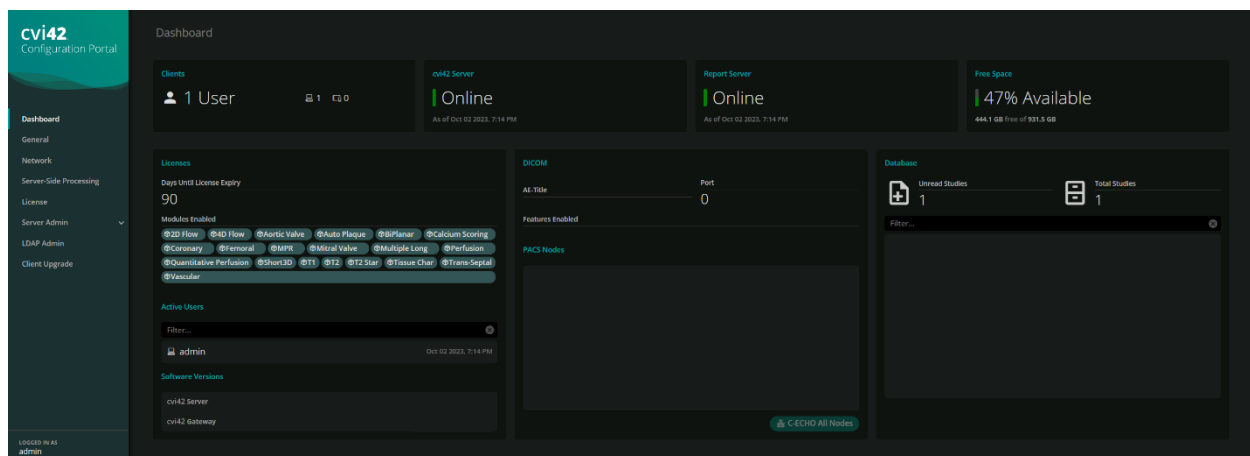 cvi42
Configuration Portal
Dashboard
General
Network
Server-Side Processing
License
Server Admin
LDAP Admin
Client Upgrade
LOGGED IN AS
admin
Dashboard
Clients
1 User
1 0
cvi42 Server
Online
As of Oct 02 2023, 7:14 PM
Report Server
Online
As of Oct 02 2023, 7:14 PM
Free Space
47% Available
444.1 GB free of 931.5 GB
Licenses
Days Until License Expiry
90
Modules Enabled
2D Flow 4D Flow Aortic Valve Auto Plaque BiPlanar Calcium Scoring
Coronary Femoral MPR Mitral Valve Multiple Long Perfusion
Quantitative Perfusion Short3D T1 T2 T2 Star Tissue Char Trans-Septal
Vascular
Active Users
Filter...
admin Oct 02 2023, 7:14 PM
Software Versions
cvi42 Server
cvi42 Gateway
DICOM
AE-Title
Port
0
Features Enabled
PACS Nodes
C-ECHO All Nodes
Database
Unread Studies
1
Total Studies
1
Filter...